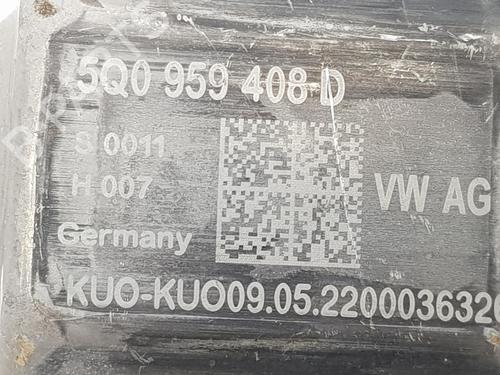 5Q0 959 408 D
S 0011
H 007
VW AG
Germany
KUO-KUO09.05.2200036320